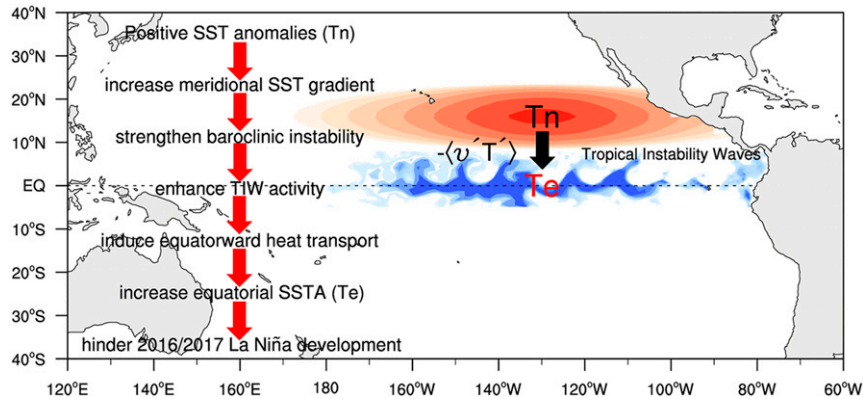 40°N
Positive SST anomalies (Tn)
30°N
increase meridional SST gradient
20°N
Tn
strengthen baroclinic instability
10°N
-⟨υ´T´⟩
Tropical Instability Waves
EQ
enhance TIW activity
Te
10°S
induce equatorward heat transport
20°S
increase equatorial SSTA (Te)
30°S
hinder 2016/2017 La Niña development
40°S
120°E 140°E 160°E 180 160°W 140°W 120°W 100°W 80°W 60°W